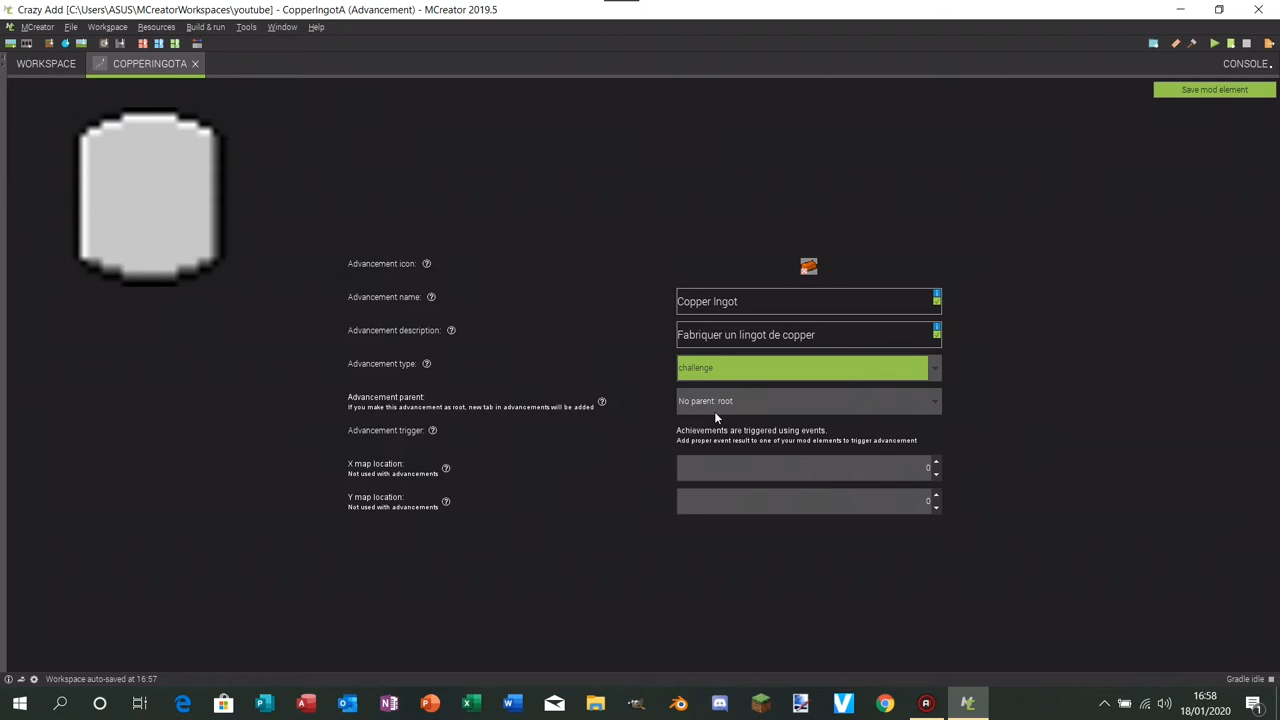 Crazy Add [C:\Users\ASUS\MCreatorWorkspaces\youtube] - CopperIngotA (Advancement) - MCreator 2019.5
MCreator File Workspace Resources Build & run Tools Window Help
WORKSPACE COPPERINGOTA CONSOLE
Save mod element
Advancement icon:
Advancement name: Copper Ingot
Advancement description: Fabriquer un lingot de copper
Advancement type: challenge
Advancement parent: No parent: root
If you make this advancement as root, new tab in advancements will be added
Advancement trigger: Achievements are triggered using events.
Add proper event result to one of your mod elements to trigger advancement
X map location: 0
Not used with advancements
Y map location: 0
Not used with advancements
Workspace auto-saved at 16:57 Gradle idle
16:58
18/01/2020